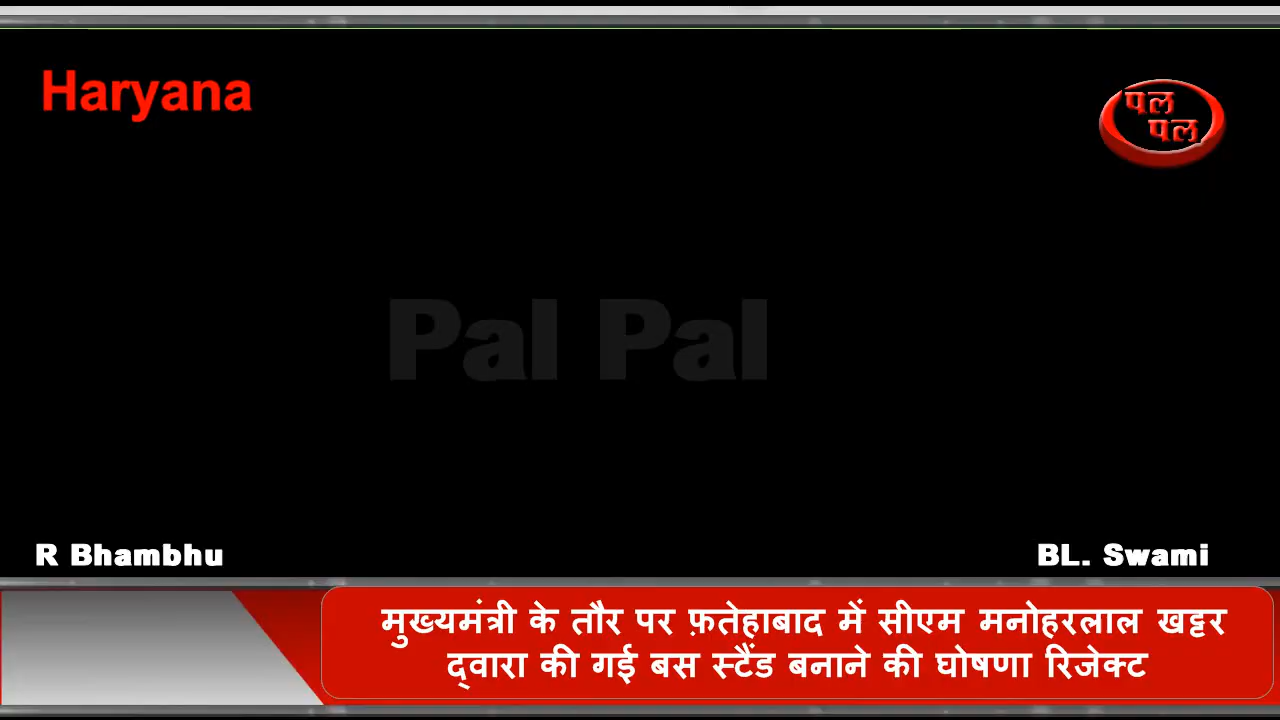 Haryana
पल
पल
Pal Pal
R Bhambhu
BL. Swami
मुख्यमंत्री के तौर पर फ़तेहाबाद में सीएम मनोहरलाल खट्टर
द्वारा की गई बस स्टैंड बनाने की घोषणा रिजेक्ट